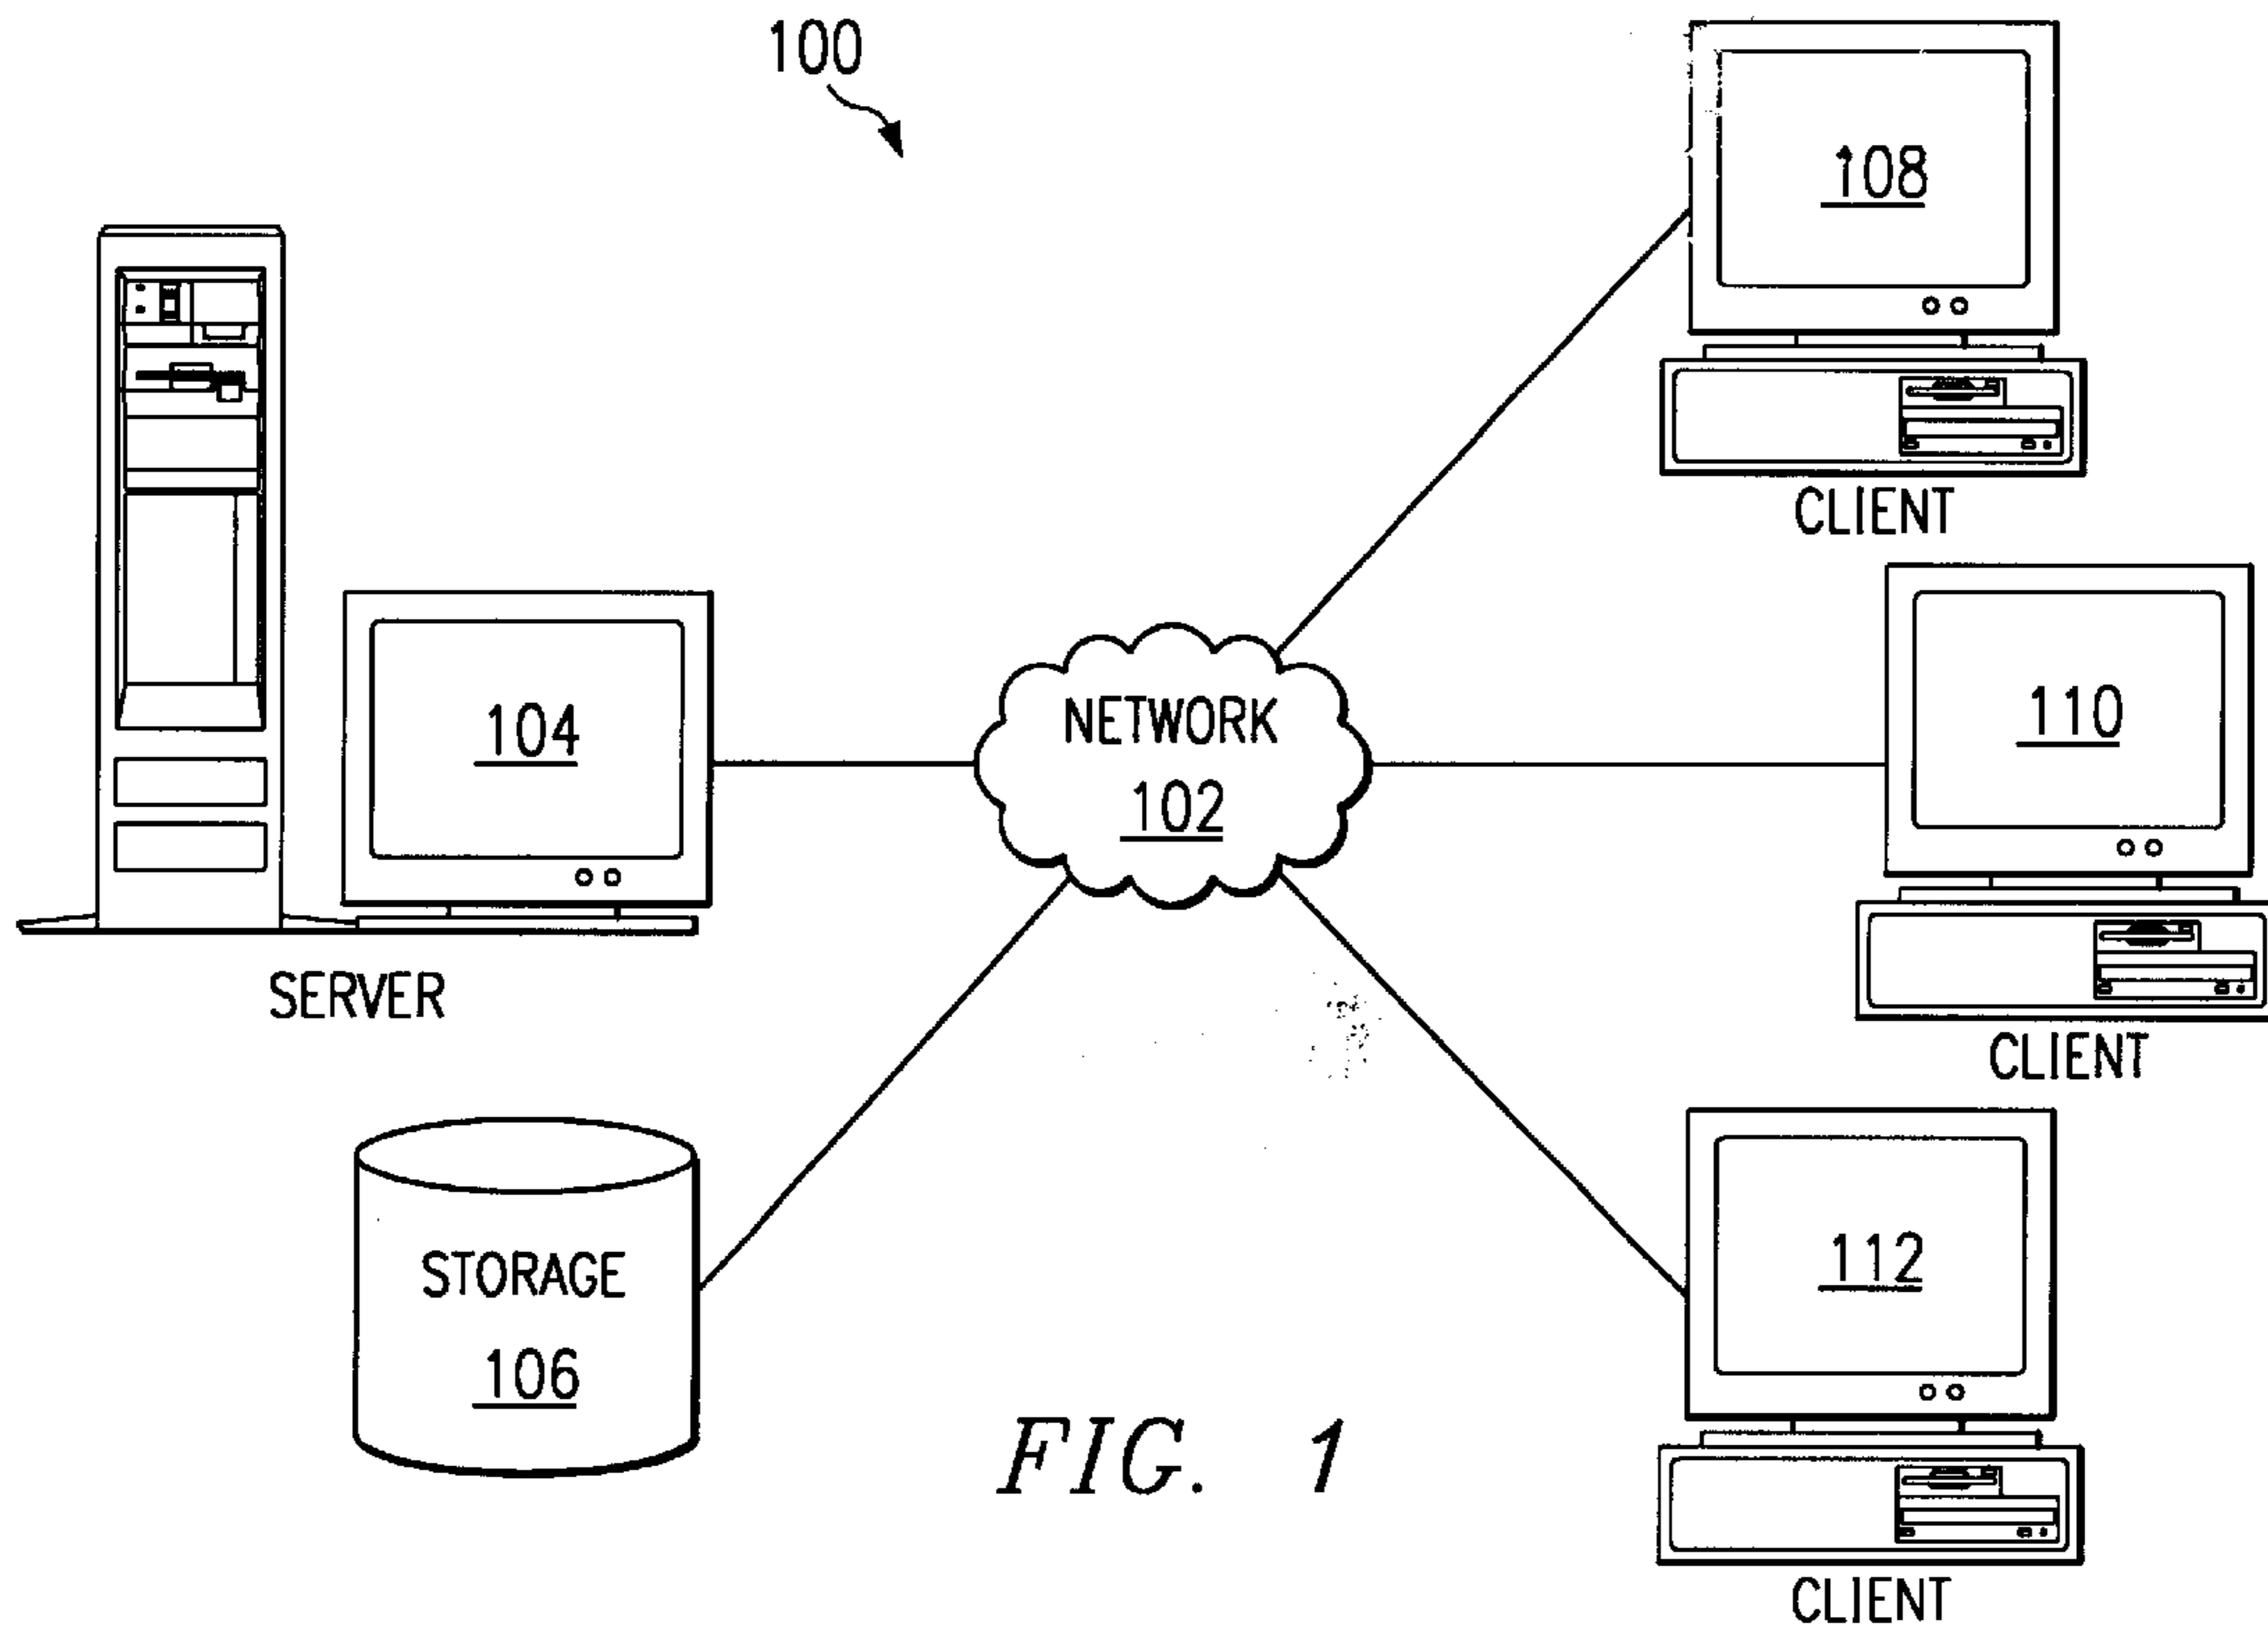 100
108
CLIENT
104
SERVER
NETWORK
102
110
CLIENT
STORAGE
106
112
CLIENT
FIG. 1